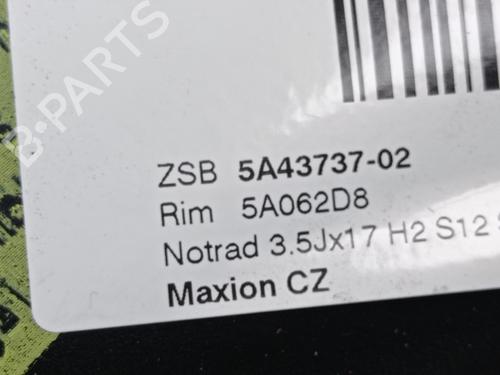 B-PARTS
ZSB 5A43737-02
Rim 5A062D8
Notrad 3.5Jx17 H2 S12
Maxion CZ